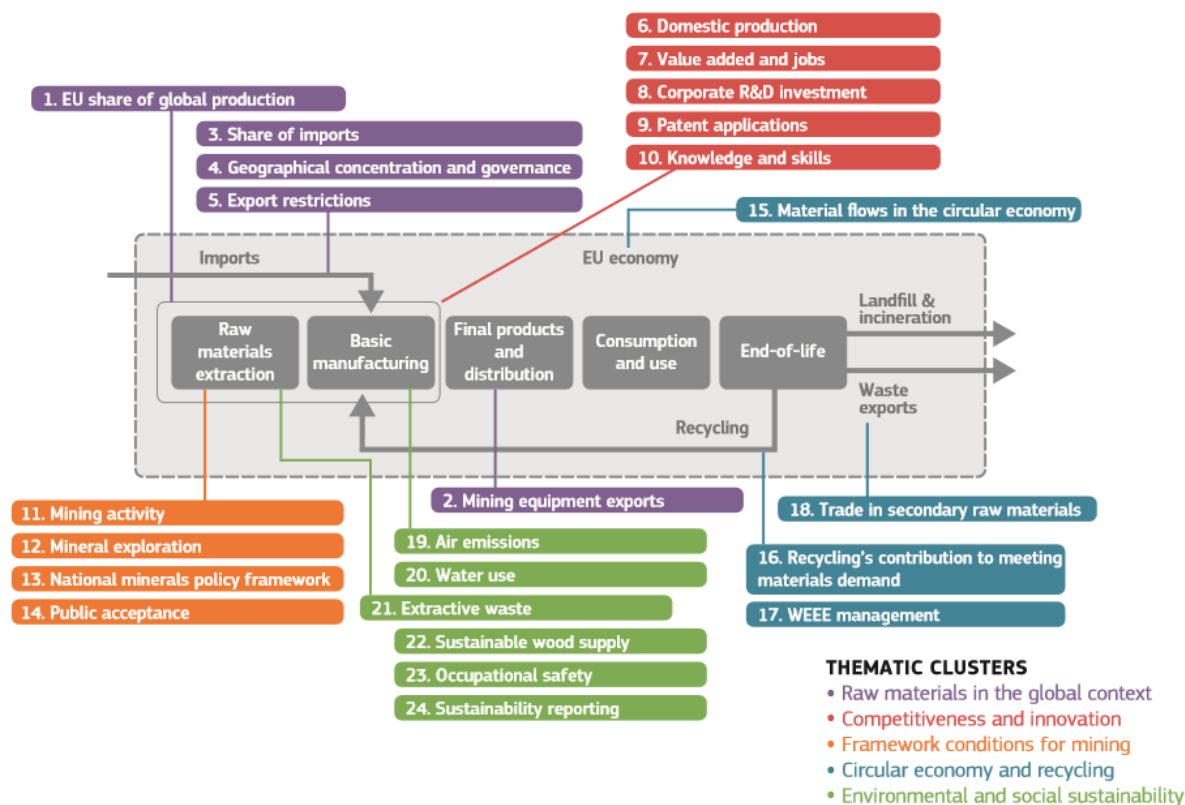 6. Domestic production
7. Value added and jobs
8. Corporate R&D investment
9. Patent applications
10. Knowledge and skills
1. EU share of global production
3. Share of imports
4. Geographical concentration and governance
5. Export restrictions
15. Material flows in the circular economy
Imports
EU economy
Raw
materials
extraction
Basic
manufacturing
Final products
and
distribution
Consumption
and use
End-of-life
Landfill &
incineration
Waste
exports
Recycling
2. Mining equipment exports
11. Mining activity
12. Mineral exploration
13. National minerals policy framework
14. Public acceptance
19. Air emissions
20. Water use
21. Extractive waste
22. Sustainable wood supply
23. Occupational safety
24. Sustainability reporting
18. Trade in secondary raw materials
16. Recycling's contribution to meeting
materials demand
17. WEEE management
THEMATIC CLUSTERS
• Raw materials in the global context
• Competitiveness and innovation
• Framework conditions for mining
• Circular economy and recycling
• Environmental and social sustainability